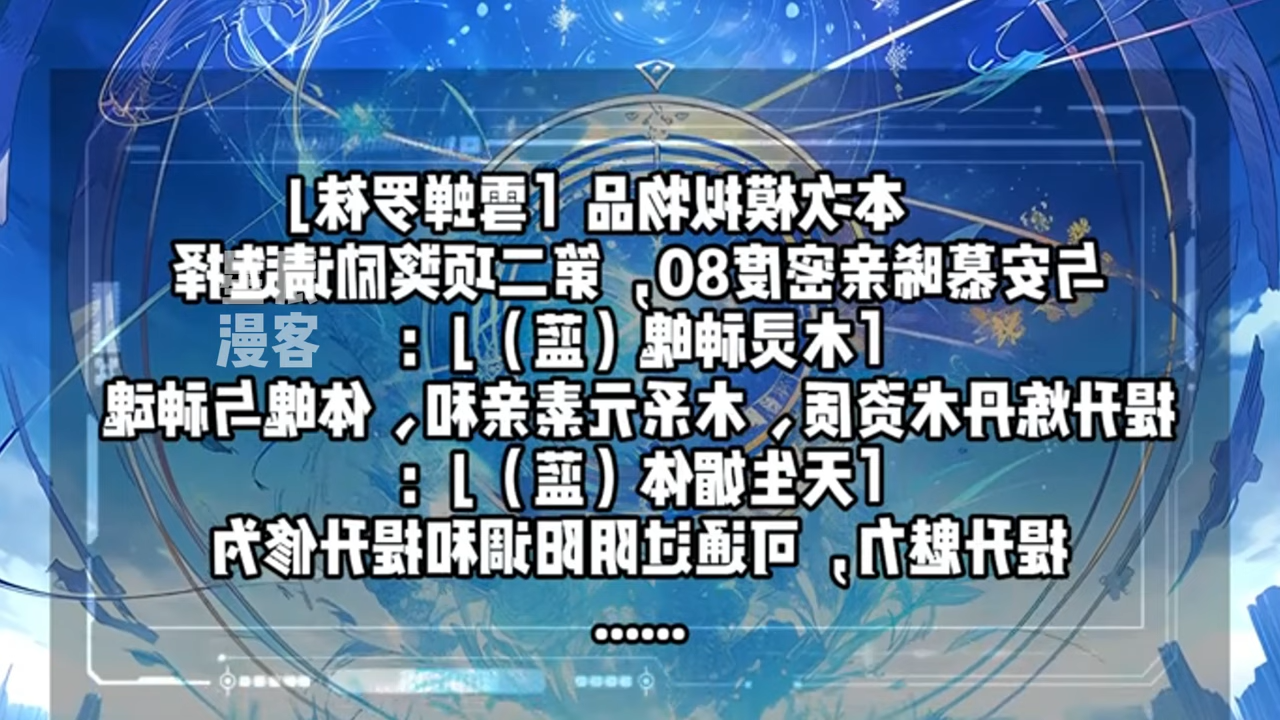 本次模拟物品「雪蝉罗袜」
与安慕晞亲密度80，第二项奖励请选择
「木灵神魄（蓝）」：
提升炼丹木资质、木系元素亲和、体魄与神魂
「天生媚体（蓝）」：
提升魅力，可通过阴阳调和提升修为
······
漫客